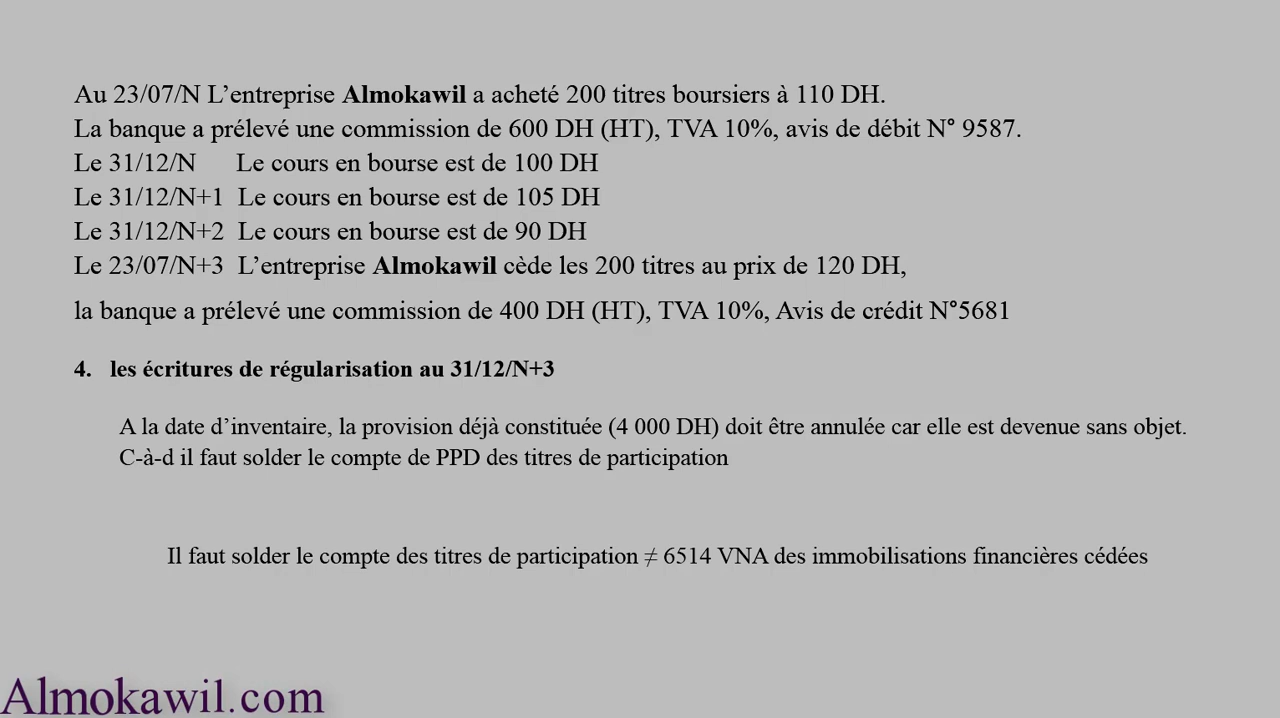 Au 23/07/N L’entreprise Almokawil a acheté 200 titres boursiers à 110 DH.
La banque a prélevé une commission de 600 DH (HT), TVA 10%, avis de débit N° 9587.
Le 31/12/N Le cours en bourse est de 100 DH
Le 31/12/N+1 Le cours en bourse est de 105 DH
Le 31/12/N+2 Le cours en bourse est de 90 DH
Le 23/07/N+3 L’entreprise Almokawil cède les 200 titres au prix de 120 DH,
la banque a prélevé une commission de 400 DH (HT), TVA 10%, Avis de crédit N°5681
4. les écritures de régularisation au 31/12/N+3
A la date d’inventaire, la provision déjà constituée (4 000 DH) doit être annulée car elle est devenue sans objet.
C-à-d il faut solder le compte de PPD des titres de participation
Il faut solder le compte des titres de participation ≠ 6514 VNA des immobilisations financières cédées
Almokawil.com